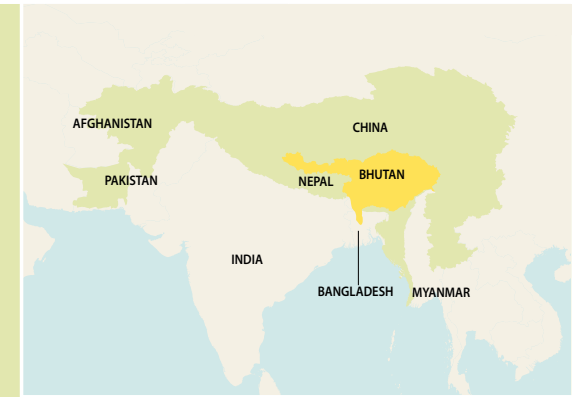 AFGHANISTAN
CHINA
PAKISTAN
NEPAL
BHUTAN
INDIA
BANGLADESH
MYANMAR